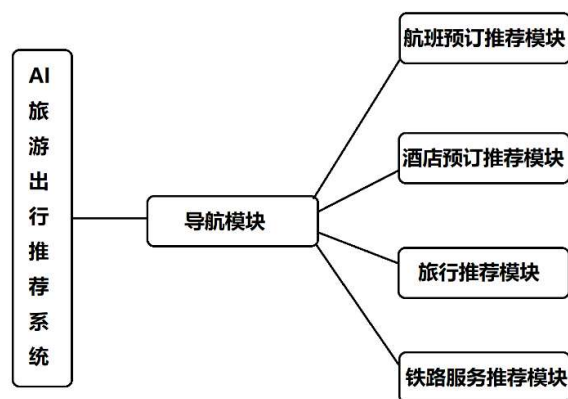 AI旅游出行推荐系统
导航模块
航班预订推荐模块
酒店预订推荐模块
旅行推荐模块
铁路服务推荐模块